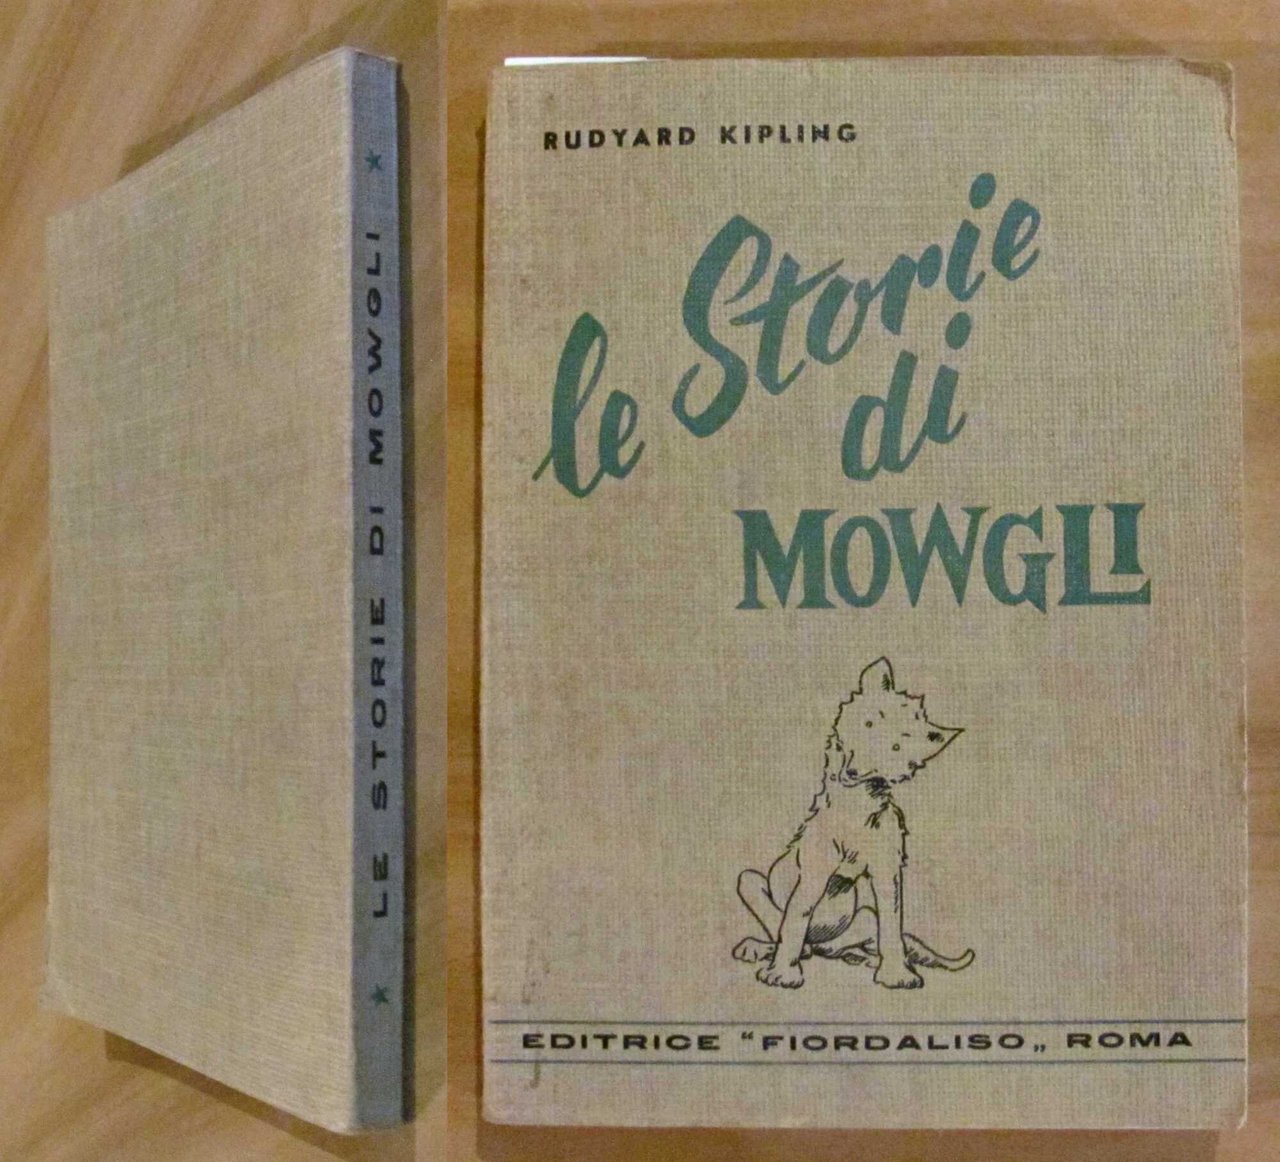 ★ LE STORIE DI MOWGLI ★
RUDYARD KIPLING
le Storie
di
MOWGLI
EDITRICE “FIORDALISO„ ROMA